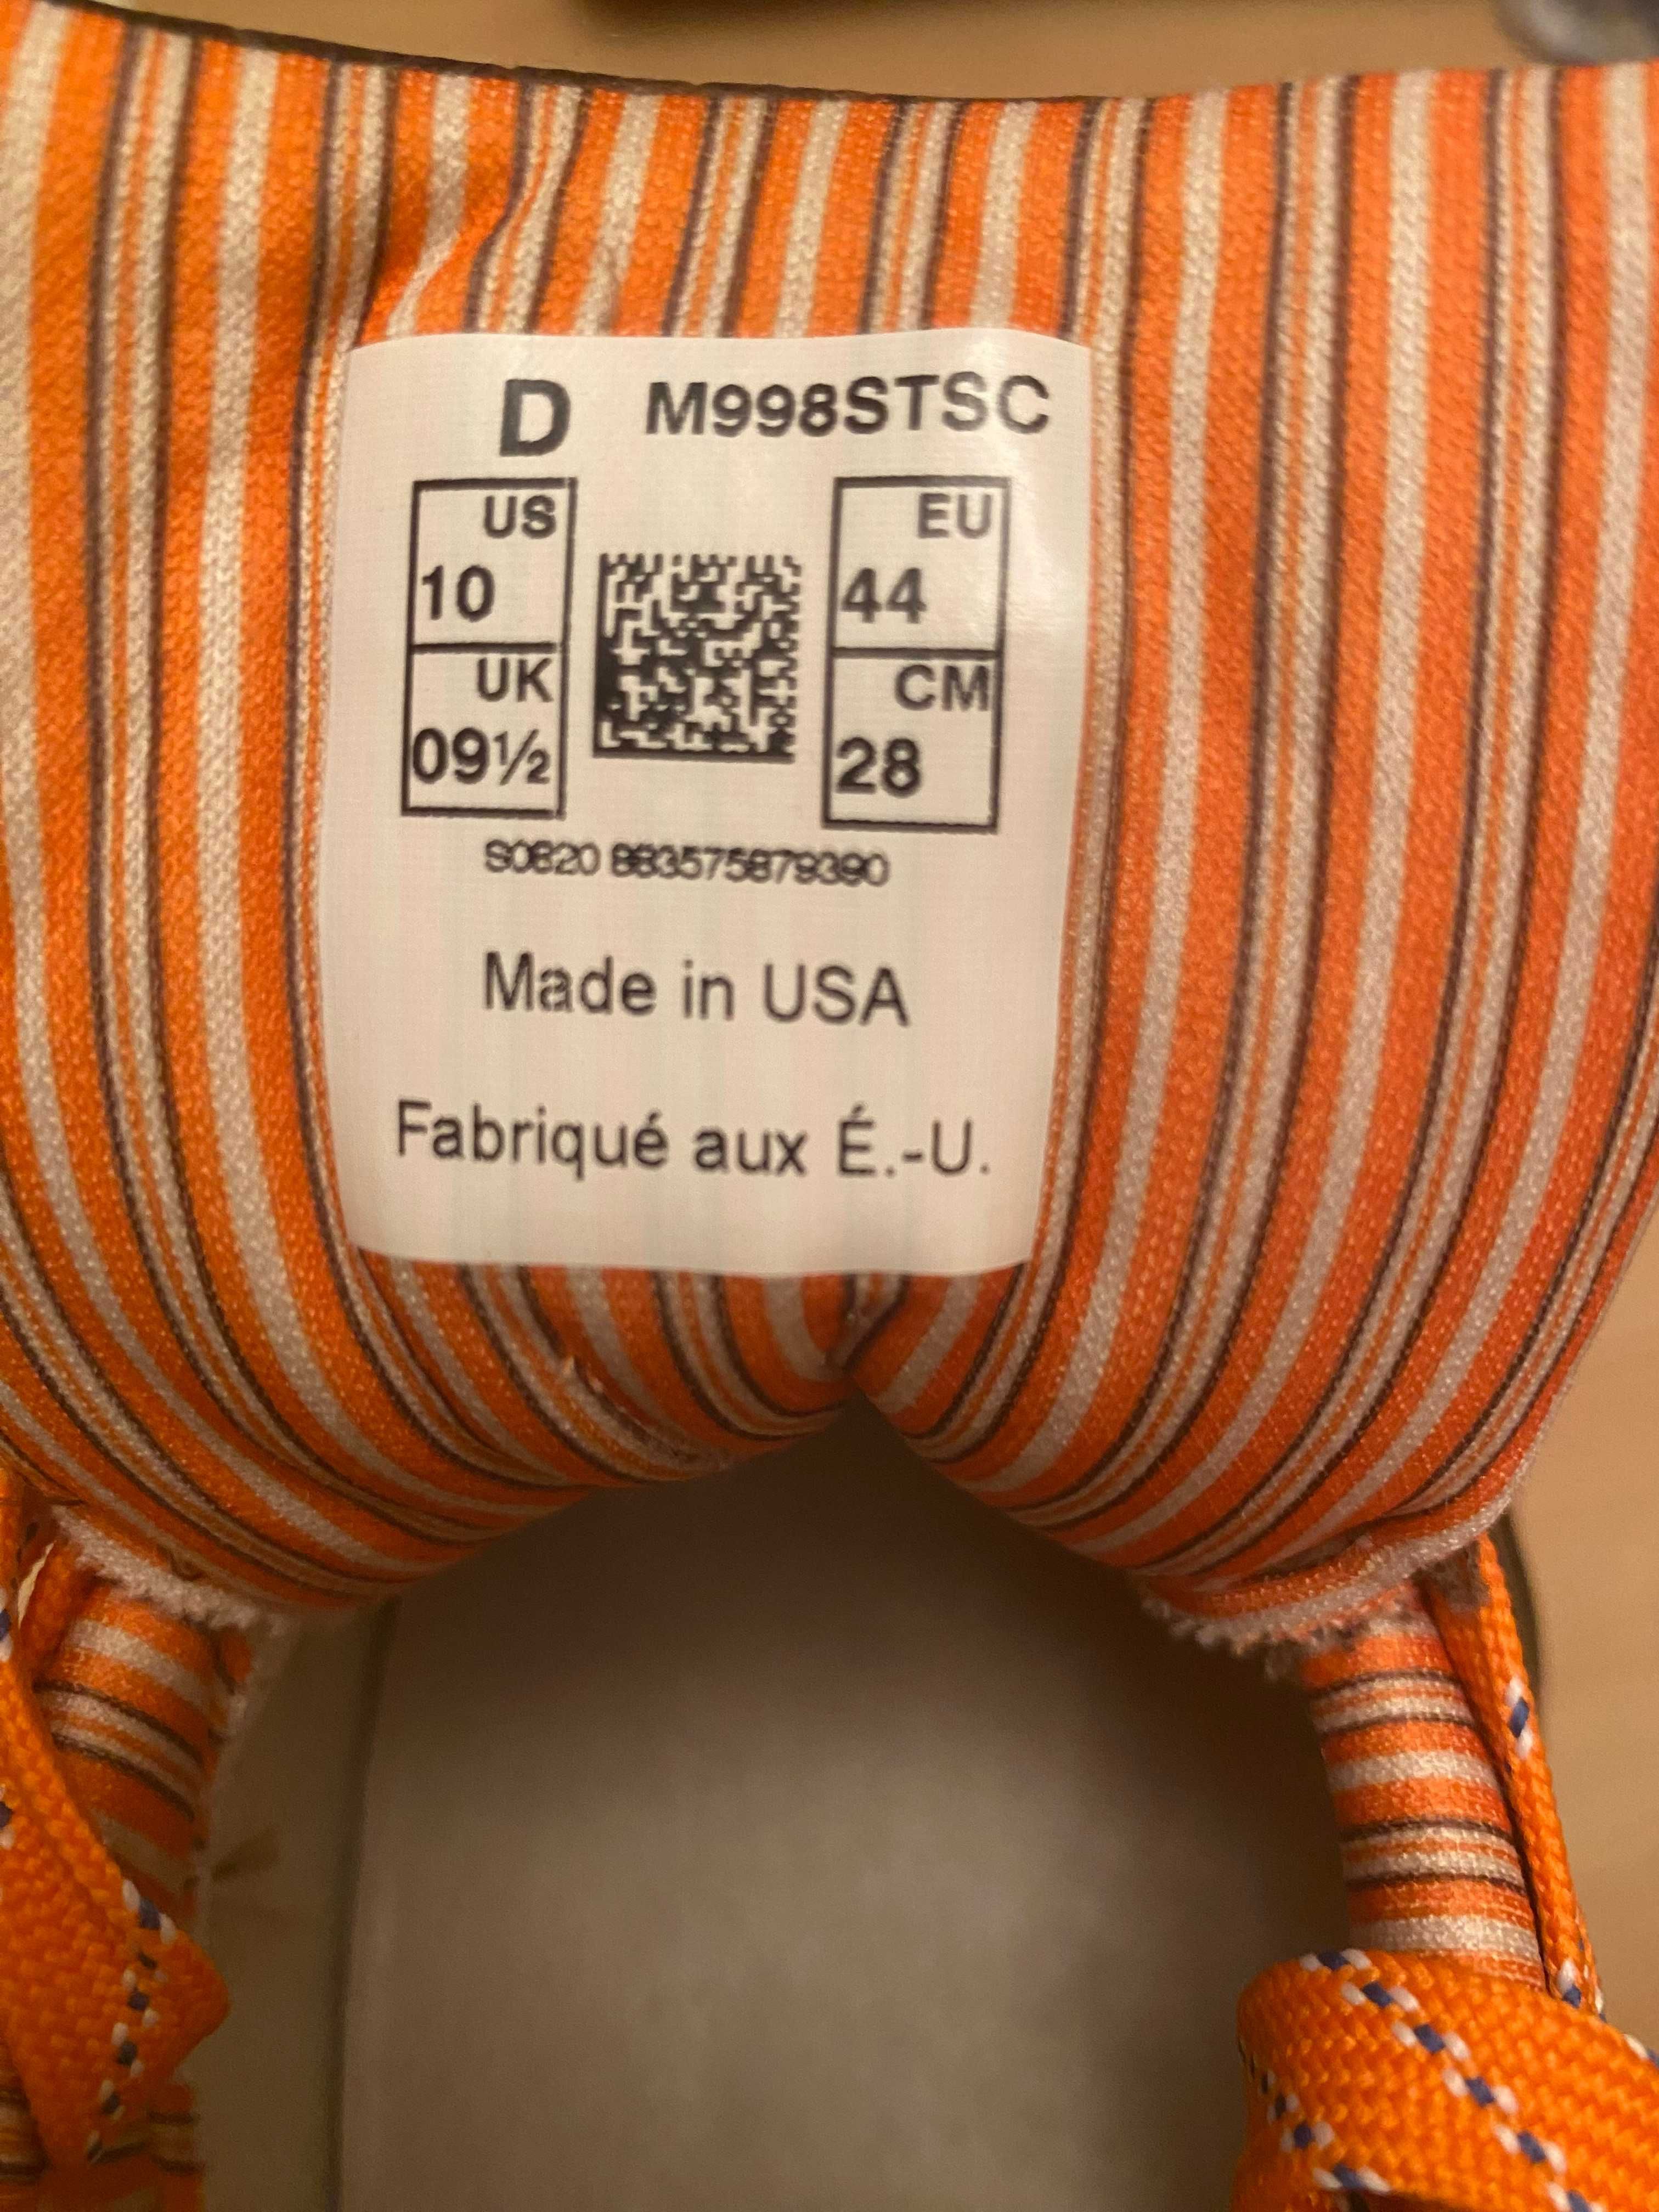 D M998STSC
US EU
10 44
UK CM
09½ 28
S0820 883575879390
Made in USA
Fabriqué aux É.-U.